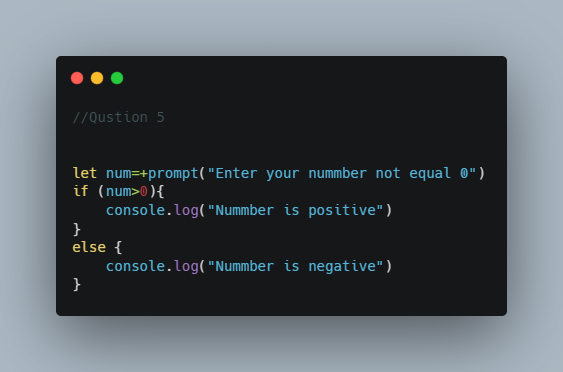 //Qustion 5
let num=+prompt("Enter your nummber not equal 0")
if (num>0){
    console.log("Nummber is positive")
}
else {
    console.log("Nummber is negative")
}